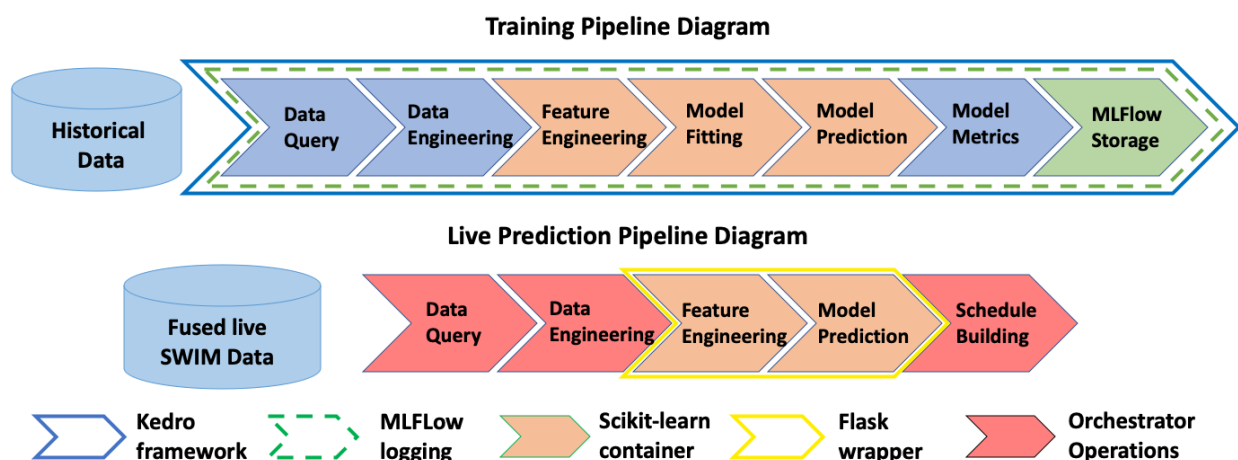 Training Pipeline Diagram
Historical
Data
Data
Query
Data
Engineering
Feature
Engineering
Model
Fitting
Model
Prediction
Model
Metrics
MLFlow
Storage
Live Prediction Pipeline Diagram
Fused live
SWIM Data
Data
Query
Data
Engineering
Feature
Engineering
Model
Prediction
Schedule
Building
Kedro
framework
MLFLow
logging
Scikit-learn
container
Flask
wrapper
Orchestrator
Operations